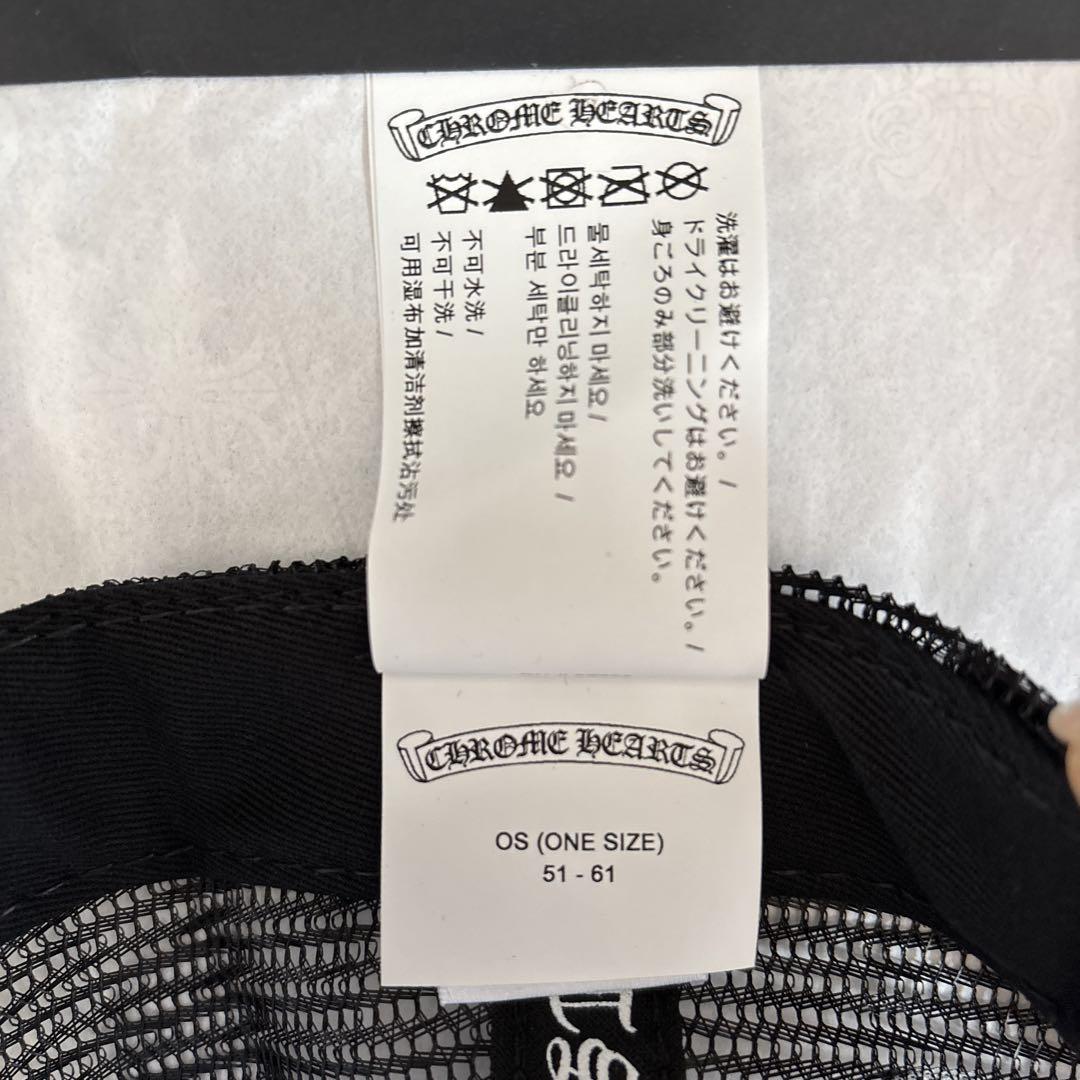 CHROME HEARTS
洗濯はお避けください。/
ドライクリーニングはお避けください。/
身ごろのみ部分洗いしてください。
물세탁하지 마세요/
드라이클리닝하지 마세요 /
부분 세탁만 하세요
不可水洗/
不可干洗/
可用湿布加清洁剂擦拭沾污处
CHROME HEARTS
OS (ONE SIZE)
51 - 61